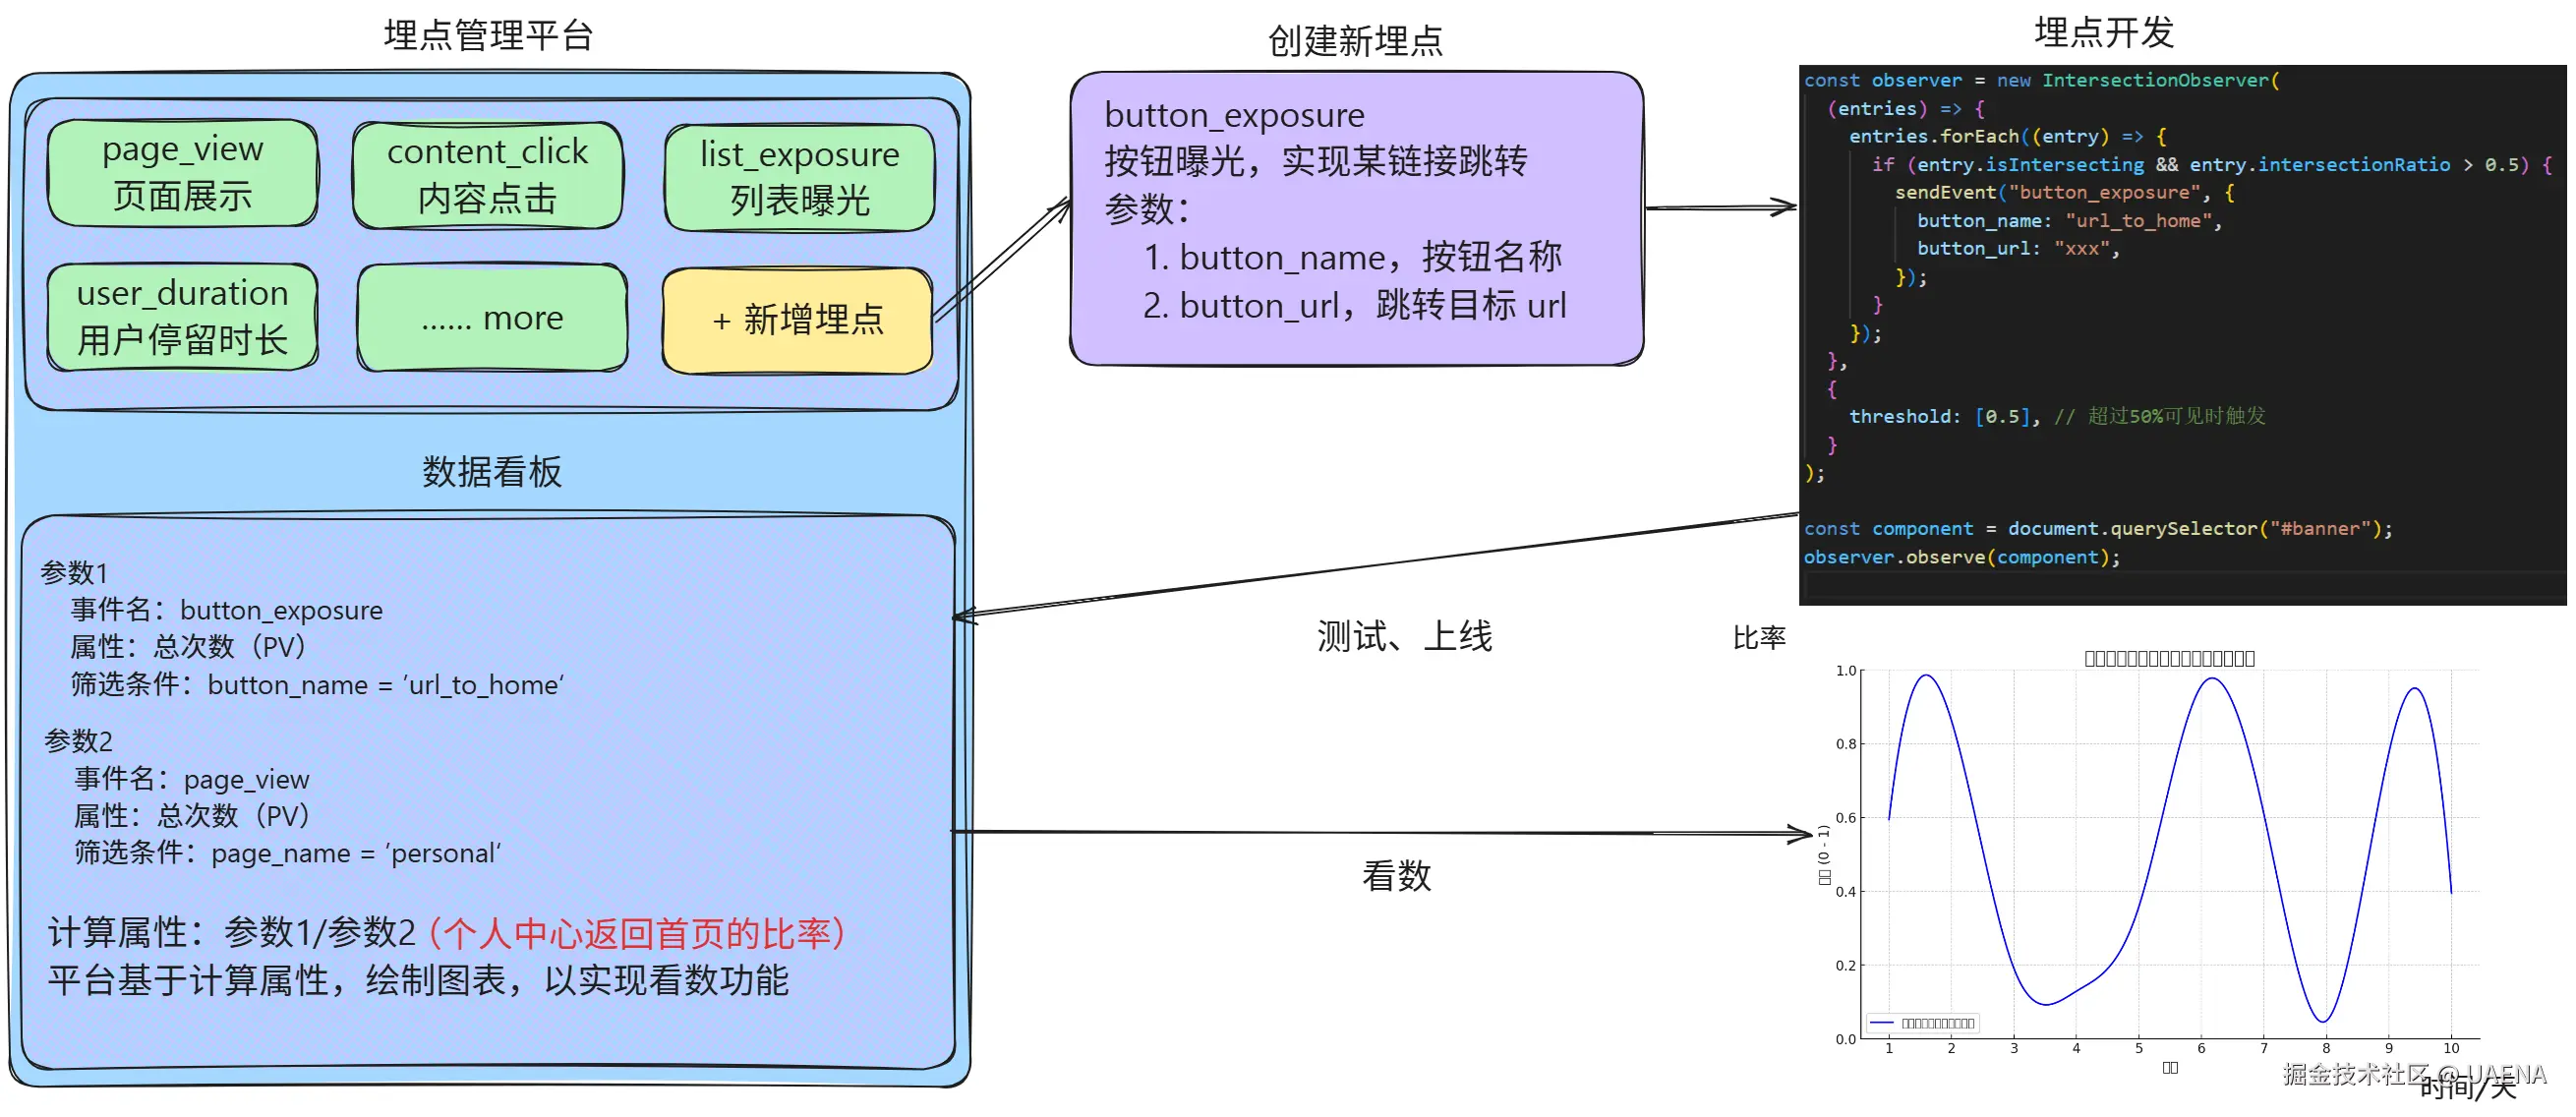 埋点管理平台
page_view
页面展示
content_click
内容点击
list_exposure
列表曝光
user_duration
用户停留时长
...... more
+ 新增埋点
数据看板
参数1
事件名：button_exposure
属性：总次数（PV）
筛选条件：button_name = ’url_to_home‘
参数2
事件名：page_view
属性：总次数（PV）
筛选条件：page_name = ’personal‘
计算属性：参数1/参数2（个人中心返回首页的比率）
平台基于计算属性，绘制图表，以实现看数功能
创建新埋点
button_exposure
按钮曝光，实现某链接跳转
参数：
1. button_name，按钮名称
2. button_url，跳转目标 url
埋点开发
const observer = new IntersectionObserver(
(entries) => {
entries.forEach((entry) => {
if (entry.isIntersecting && entry.intersectionRatio > 0.5) {
sendEvent("button_exposure", {
button_name: "url_to_home",
button_url: "xxx",
});
}
});
},
{
threshold: [0.5], // 超过50%可见时触发
}
);
const component = document.querySelector("#banner");
observer.observe(component);
测试、上线
看数
比率
1.0
0.8
0.6
0.4
0.2
0.0
(0 - 1)
1 2 3 4 5 6 7 8 9 10
时间/天
掘金技术社区 @ UAENA